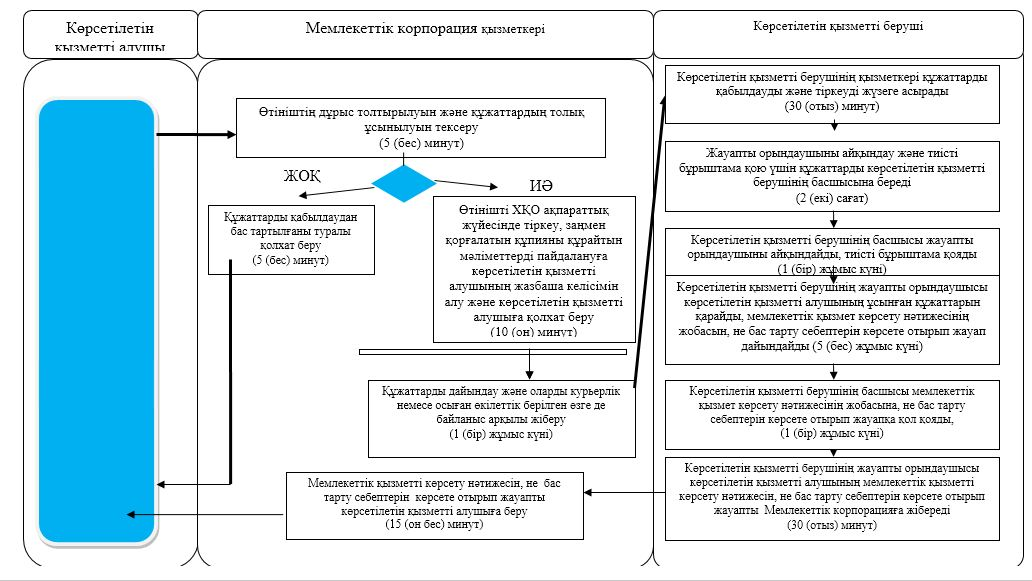 Көрсетілетін
қызметті алушы
Мемлекеттік корпорация қызметкері
Көрсетілетін қызметті беруші
Өтініштің дұрыс толтырылуын және құжаттардың толық
ұсынылуын тексеру
(5 (бес) минут)
ЖОҚ
ИӘ
Құжаттарды қабылдаудан
бас тартылғаны туралы
қолхат беру
(5 (бес) минут)
Өтінішті ХҚО ақпараттық
жүйесінде тіркеу, заңмен
қорғалатын құпияны құрайтын
мәліметтерді пайдалануға
көрсетілетін қызметті
алушының жазбаша келісімін
алу және көрсетілетін қызметті
алушыға қолхат беру
(10 (он) минут)
Құжаттарды дайындау және оларды курьерлік
немесе осыған өкілеттік берілген өзге де
байланыс арқылы жіберу
(1 (бір) жұмыс күні)
Мемлекеттік қызметті көрсету нәтижесін, не бас
тарту себептерін көрсете отырып жауапты
көрсетілетін қызметті алушыға беру
(15 (он бес) минут)
Көрсетілетін қызметті берушінің қызметкері құжаттарды
қабылдауды және тіркеуді жүзеге асырады
(30 (отыз) минут)
Жауапты орындаушыны айқындау және тиісті
бұрыштама қою үшін құжаттарды көрсетілетін қызметті
берушінің басшысына береді
(2 (екі) сағат)
Көрсетілетін қызметті берушінің басшысы жауапты
орындаушыны айқындайды, тиісті бұрыштама қояды
(1 (бір) жұмыс күні)
Көрсетілетін қызметті берушінің жауапты орындаушысы
көрсетілетін қызметті алушының ұсынған құжаттарын
қарайды, мемлекеттік қызмет көрсету нәтижесінің
жобасын, не бас тарту себептерін көрсете отырып жауап
дайындайды (5 (бес) жұмыс күні)
Көрсетілетін қызметті берушінің басшысы мемлекеттік
қызмет көрсету нәтижесінің жобасына, не бас тарту
себептерін көрсете отырып жауапқа қол қояды,
(1 (бір) жұмыс күні)
Көрсетілетін қызметті берушінің жауапты орындаушысы
көрсетілетін қызметті алушының мемлекеттік қызметті
көрсету нәтижесін, не бас тарту себептерін көрсете отырып
жауапты Мемлекеттік корпорацияға жібереді
(30 (отыз) минут)